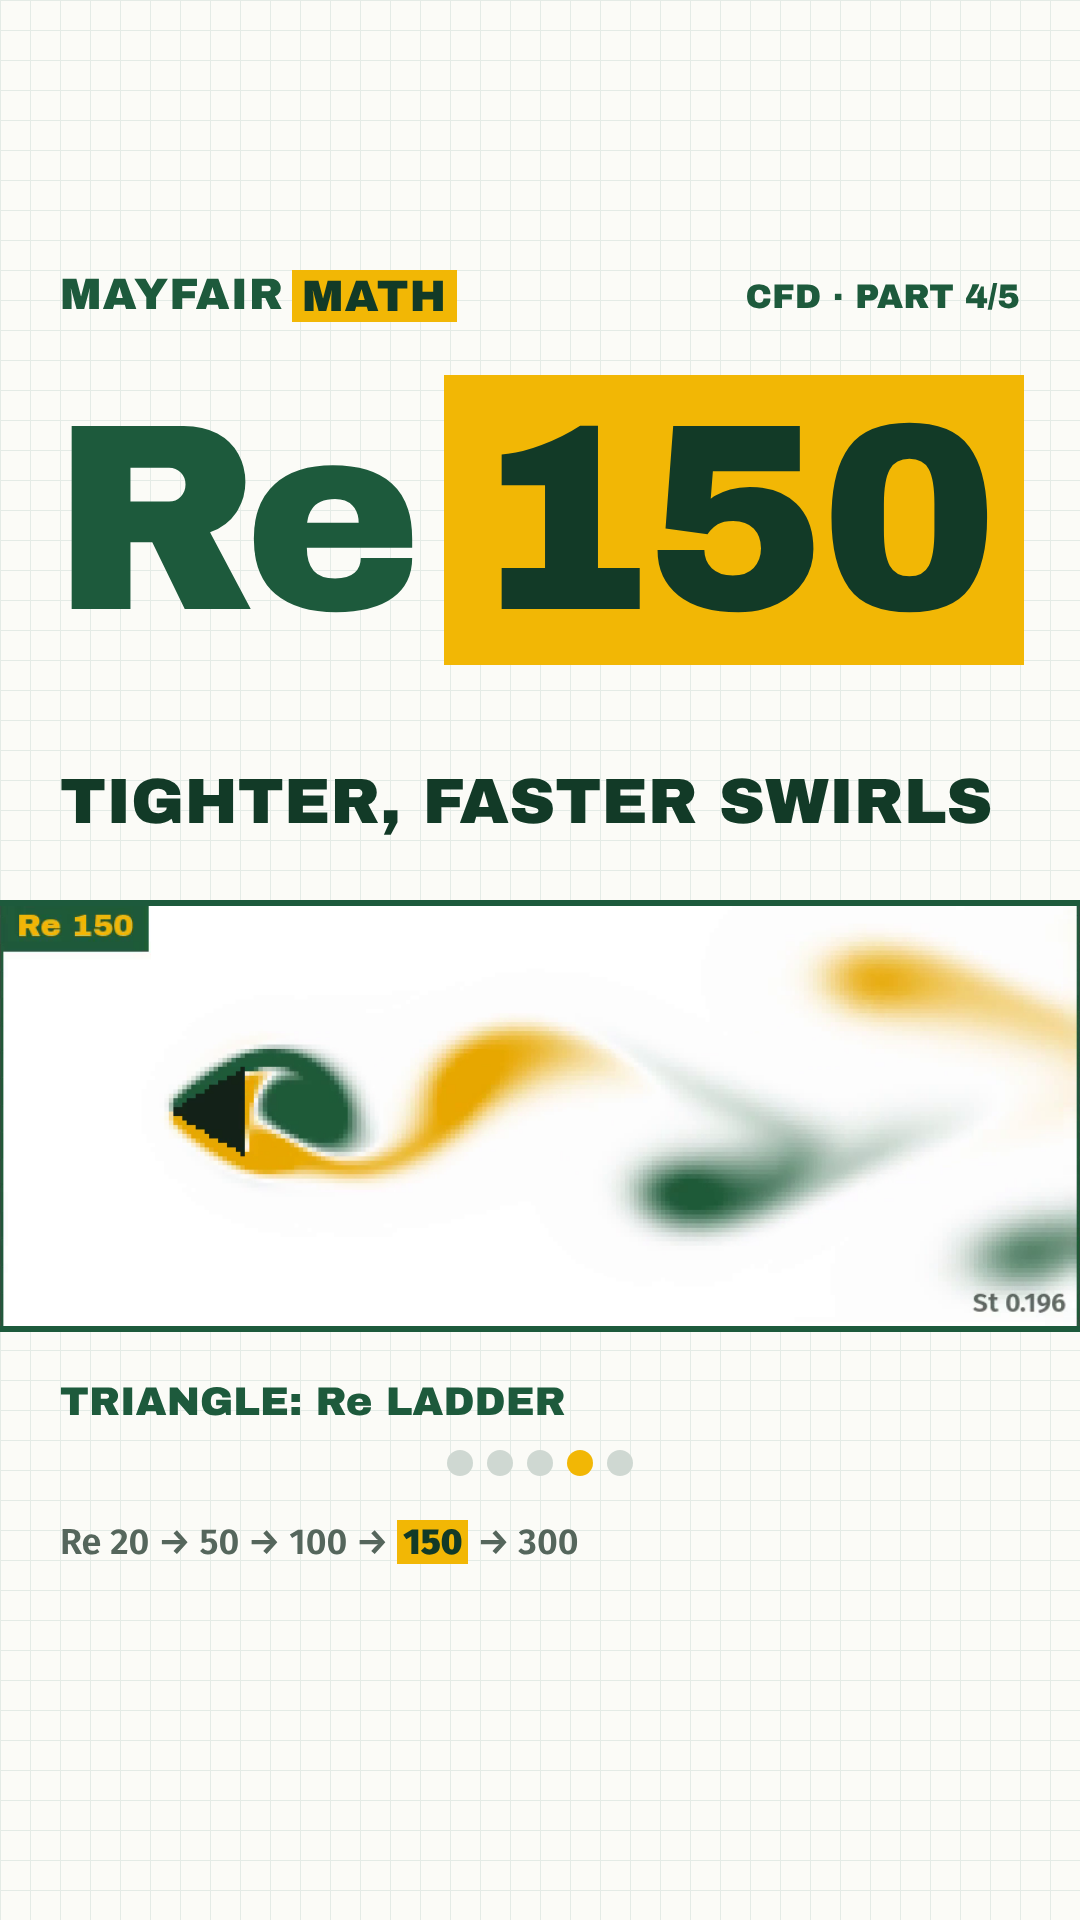 MAYFAIR MATH
CFD · PART 4/5
Re 150
TIGHTER, FASTER SWIRLS
Re 150
St 0.196
TRIANGLE: Re LADDER
Re 20 → 50 → 100 → 150 → 300